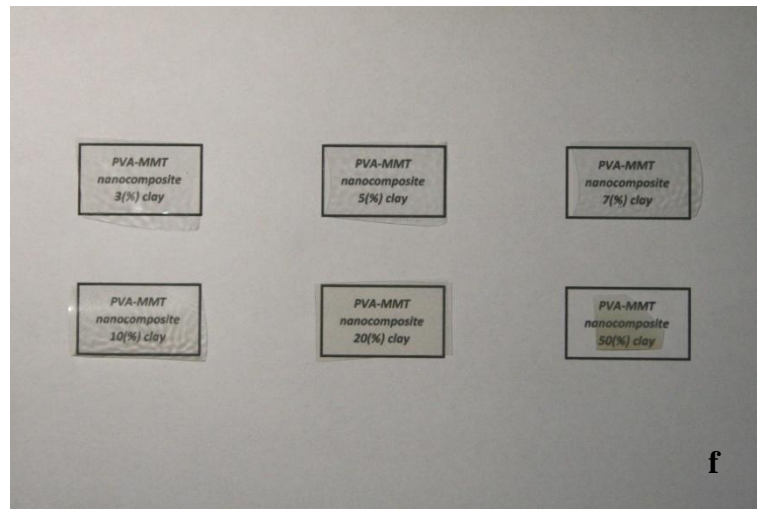 PVA-MMT
nanocomposite
3(%) clay
PVA-MMT
nanocomposite
5(%) clay
PVA-MMT
nanocomposite
7(%) clay
PVA-MMT
nanocomposite
10(%) clay
PVA-MMT
nanocomposite
20(%) clay
PVA-MMT
nanocomposite
50(%) clay
f